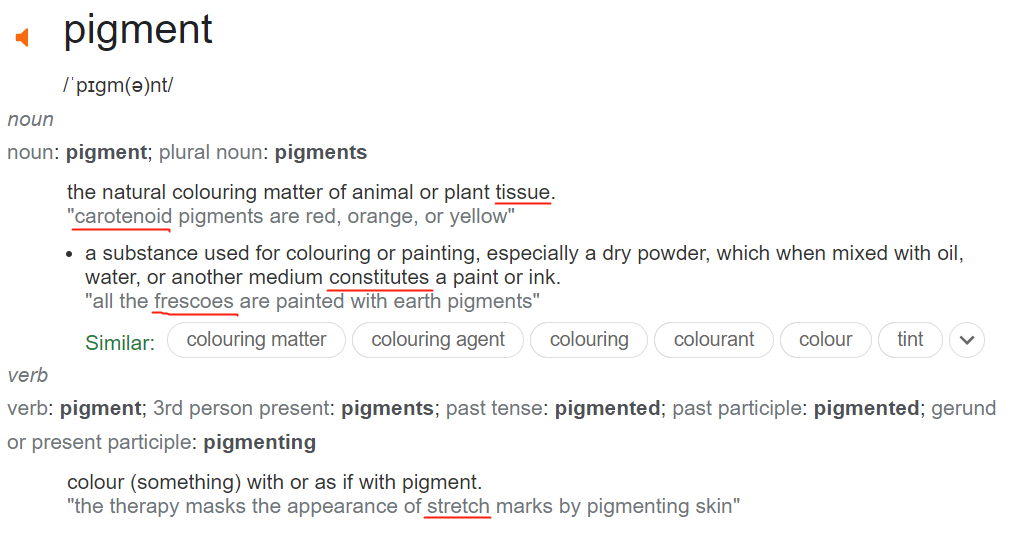 pigment
/ˈpɪɡm(ə)nt/
noun
noun: pigment; plural noun: pigments
the natural colouring matter of animal or plant tissue.
"carotenoid pigments are red, orange, or yellow"
• a substance used for colouring or painting, especially a dry powder, which when mixed with oil,
water, or another medium constitutes a paint or ink.
"all the frescoes are painted with earth pigments"
Similar: colouring matter colouring agent colouring colourant colour tint
verb
verb: pigment; 3rd person present: pigments; past tense: pigmented; past participle: pigmented; gerund
or present participle: pigmenting
colour (something) with or as if with pigment.
"the therapy masks the appearance of stretch marks by pigmenting skin"